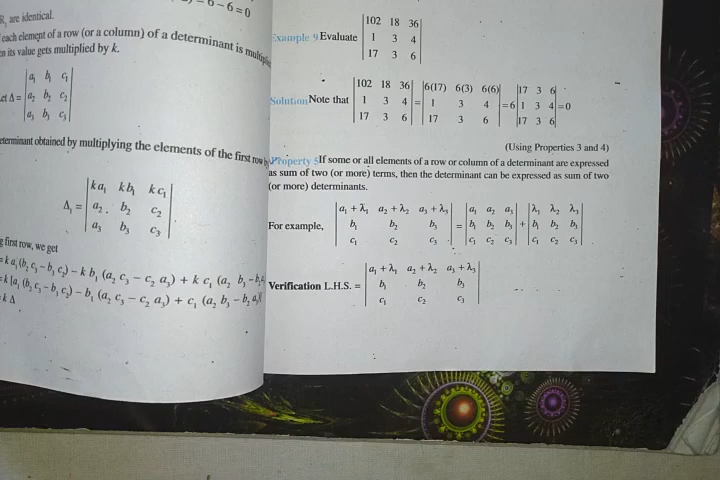 – 6 – 6 = 0
R₃ are identical.
each element of a row (or a column) of a determinant is multiplied
its value gets multiplied by k.
Let Δ = | a₁ b₁ c₁ |
| a₂ b₂ c₂ |
| a₃ b₃ c₃ |
determinant obtained by multiplying the elements of the first row by
Δ₁ = | k a₁ k b₁ k c₁ |
| a₂ b₂ c₂ |
| a₃ b₃ c₃ |
g first row, we get
= k a₁ (b₂ c₃ – b₃ c₂) – k b₁ (a₂ c₃ – c₂ a₃) + k c₁ (a₂ b₃ – b₂
= k [a₁ (b₂ c₃ – b₃ c₂) – b₁ (a₂ c₃ – c₂ a₃) + c₁ (a₂ b₃ – b₂ a₃)]
= k Δ
Example 9 Evaluate | 102 18 36 |
| 1 3 4 |
| 17 3 6 |
Solution Note that | 102 18 36 | = | 6(17) 6(3) 6(6) | = 6 | 17 3 6 | = 0
| 1 3 4 | | 1 3 4 | | 1 3 4 |
| 17 3 6 | | 17 3 6 | | 17 3 6 |
(Using Properties 3 and 4)
Property 5 If some or all elements of a row or column of a determinant are expressed
as sum of two (or more) terms, then the determinant can be expressed as sum of two
(or more) determinants.
For example, | a₁ + λ₁ a₂ + λ₂ a₃ + λ₃ | = | a₁ a₂ a₃ | + | λ₁ λ₂ λ₃ |
| b₁ b₂ b₃ | | b₁ b₂ b₃ | | b₁ b₂ b₃ |
| c₁ c₂ c₃ | | c₁ c₂ c₃ | | c₁ c₂ c₃ |
Verification L.H.S. = | a₁ + λ₁ a₂ + λ₂ a₃ + λ₃ |
| b₁ b₂ b₃ |
| c₁ c₂ c₃ |